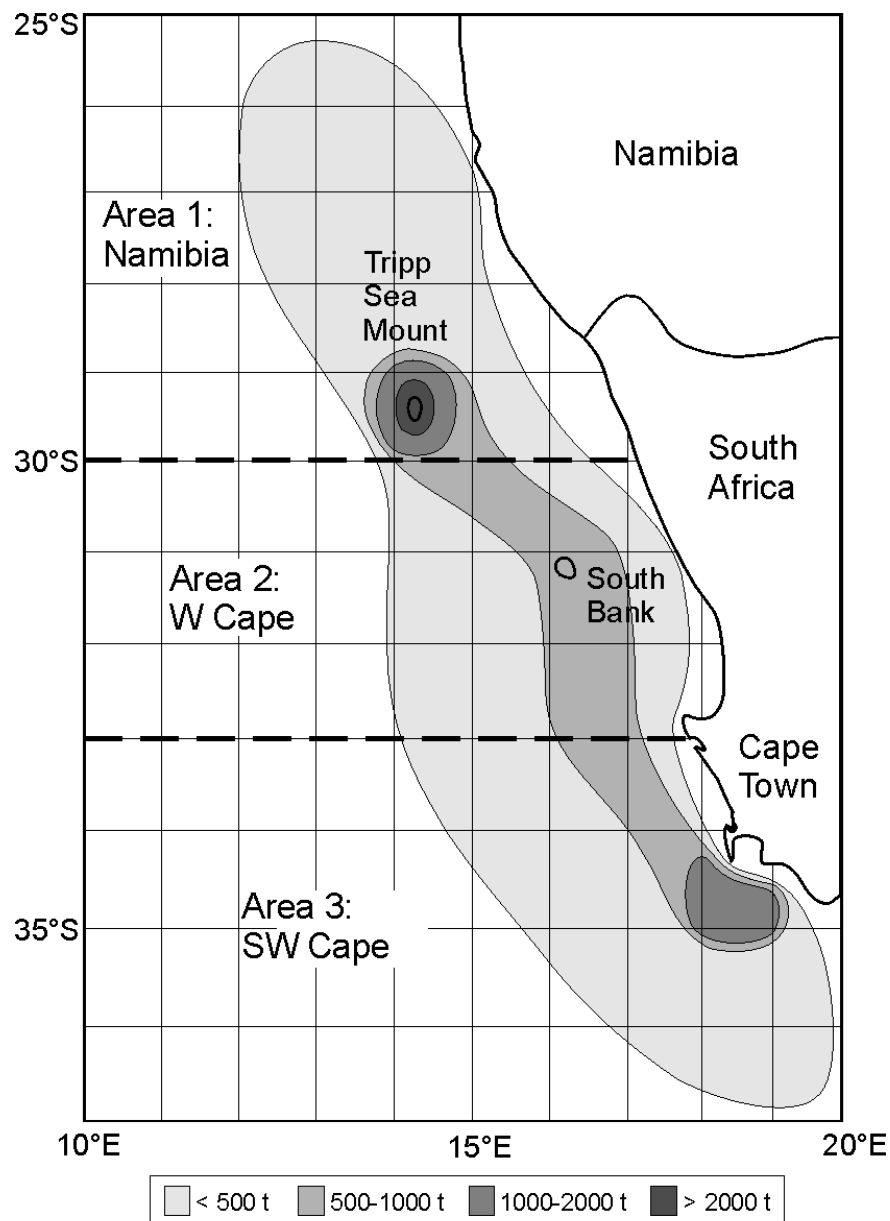 25°S
Namibia
Area 1:
Namibia
Tripp
Sea
Mount
30°S
South
Africa
Area 2:
W Cape
South
Bank
Cape
Town
Area 3:
SW Cape
35°S
10°E
15°E
20°E
< 500 t
500-1000 t
1000-2000 t
> 2000 t